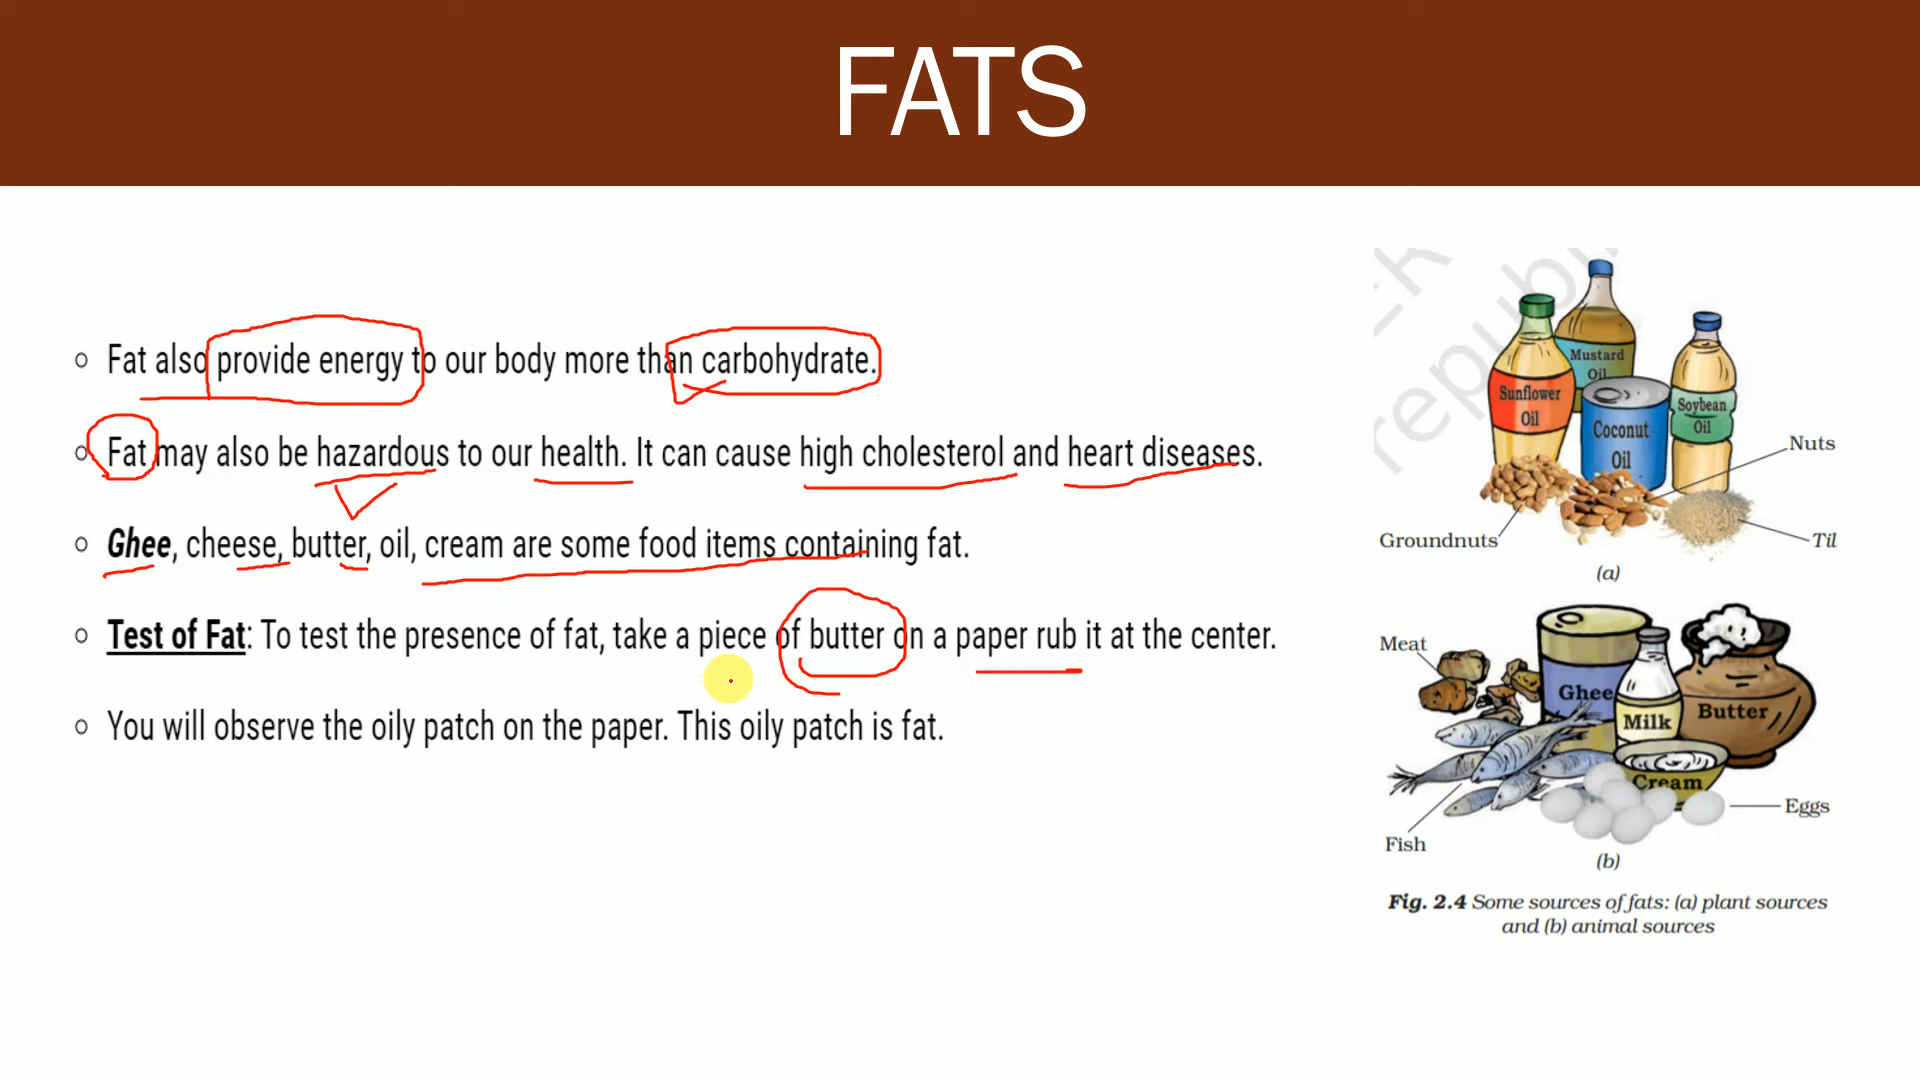 FATS
Fat also provide energy to our body more than carbohydrate.
Fat may also be hazardous to our health. It can cause high cholesterol and heart diseases.
Ghee, cheese, butter, oil, cream are some food items containing fat.
Test of Fat: To test the presence of fat, take a piece of butter on a paper rub it at the center.
You will observe the oily patch on the paper. This oily patch is fat.
republi
Mustard
Oil
Sunflower
Oil
Soybean
Oil
Coconut
Oil
Nuts
Groundnuts
Til
(a)
Meat
Ghee
Milk
Butter
Cream
Eggs
Fish
(b)
Fig. 2.4 Some sources of fats: (a) plant sources
and (b) animal sources